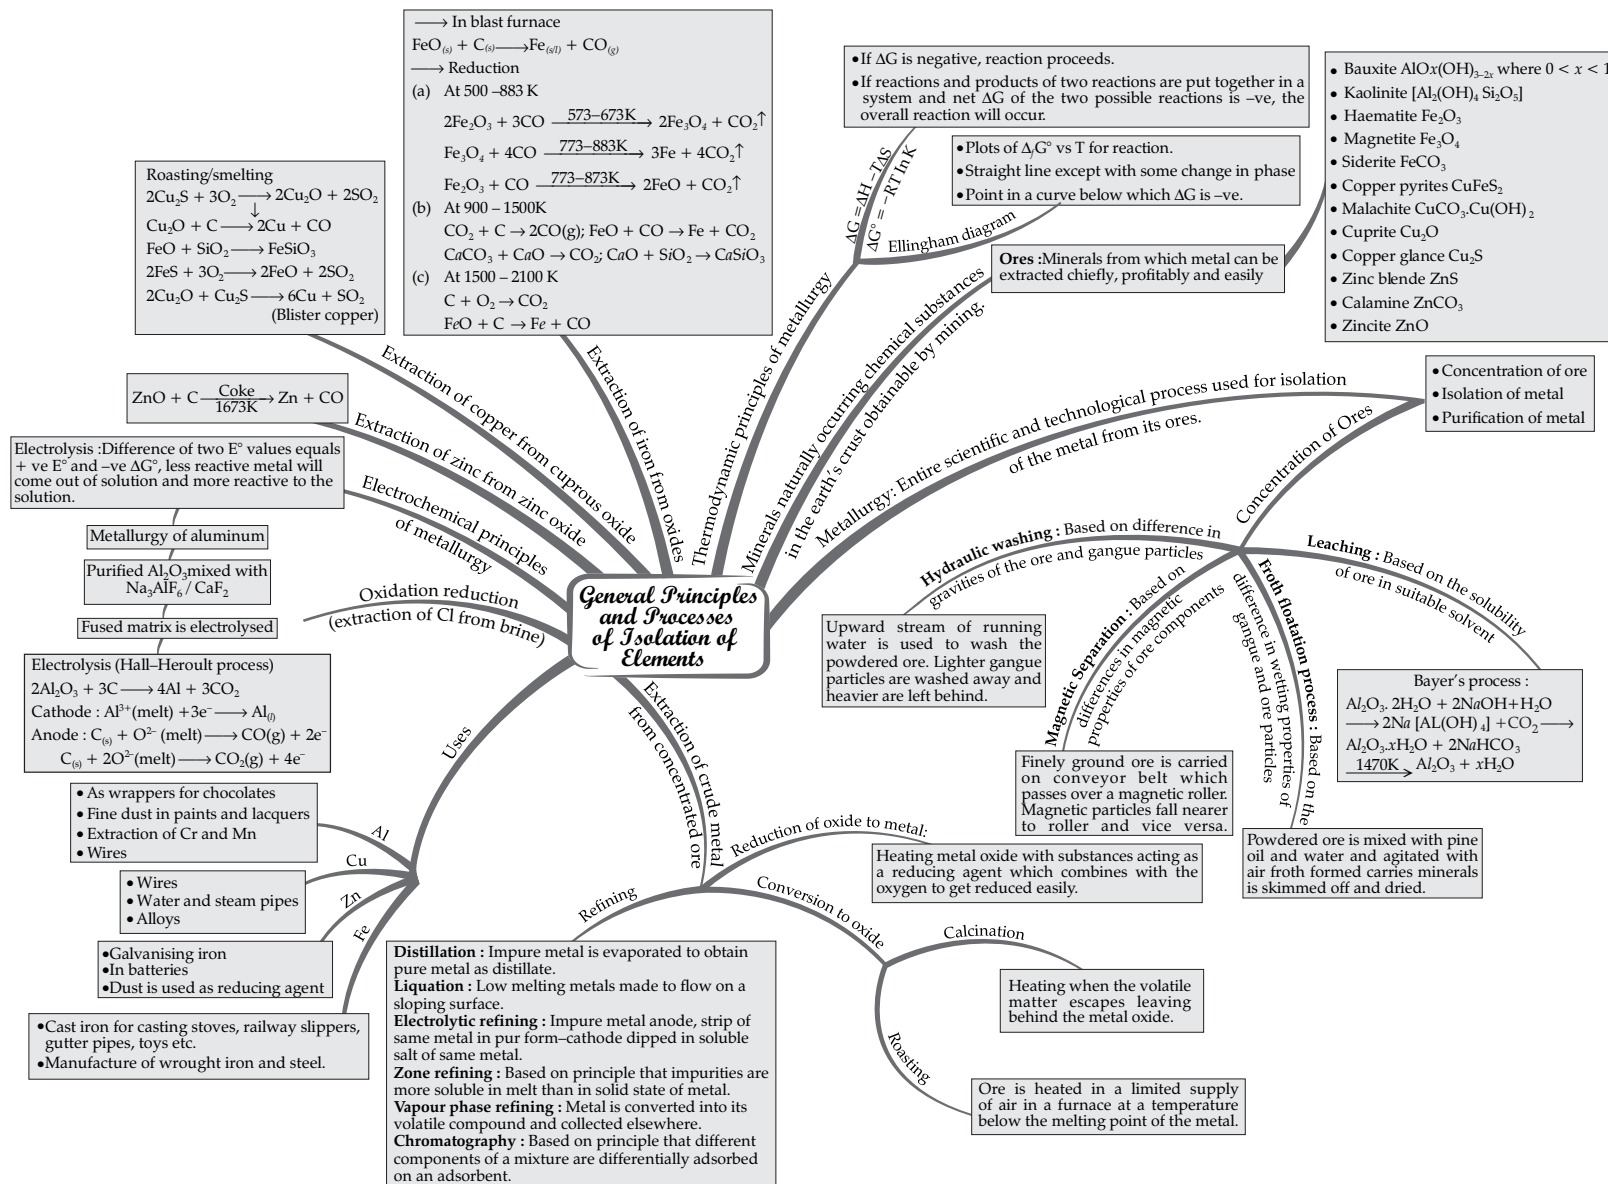 General Principles
and Processes
of Isolation of
Elements
⟶ In blast furnace
FeO(s) + C(s)⟶Fe(s/l) + CO(g)
⟶ Reduction
(a) At 500 –883 K
2Fe₂O₃ + 3CO 573–673K→ 2Fe₃O₄ + CO₂↑
Fe₃O₄ + 4CO 773–883K→ 3Fe + 4CO₂↑
Fe₂O₃ + CO 773–873K→ 2FeO + CO₂↑
(b) At 900 – 1500K
CO₂ + C → 2CO(g); FeO + CO → Fe + CO₂
CaCO₃ + CaO → CO₂; CaO + SiO₂ → CaSiO₃
(c) At 1500 – 2100 K
C + O₂ → CO₂
FeO + C → Fe + CO
Extraction of iron from oxides
Roasting/smelting
2Cu₂S + 3O₂ ⟶ 2Cu₂O + 2SO₂
↓
Cu₂O + C ⟶ 2Cu + CO
FeO + SiO₂ ⟶ FeSiO₃
2FeS + 3O₂ ⟶ 2FeO + 2SO₂
2Cu₂O + Cu₂S ⟶ 6Cu + SO₂
(Blister copper)
Extraction of copper from cuprous oxide
ZnO + C Coke→ Zn + CO
1673K
Extraction of zinc from zinc oxide
Electrolysis :Difference of two E° values equals
+ ve E° and –ve ΔG°, less reactive metal will
come out of solution and more reactive to the
solution.
Electrochemical principles
of metallurgy
Metallurgy of aluminum
Purified Al₂O₃mixed with
Na₃AlF₆ / CaF₂
Fused matrix is electrolysed
Electrolysis (Hall–Heroult process)
2Al₂O₃ + 3C ⟶ 4Al + 3CO₂
Cathode : Al³⁺(melt) +3e⁻ ⟶ Al(l)
Anode : C(s) + O²⁻ (melt) ⟶ CO(g) + 2e⁻
C(s) + 2O²⁻(melt) ⟶ CO₂(g) + 4e⁻
Oxidation reduction
(extraction of Cl from brine)
Uses
Al
• As wrappers for chocolates
• Fine dust in paints and lacquers
• Extraction of Cr and Mn
• Wires
Cu
• Wires
• Water and steam pipes
• Alloys
Zn
•Galvanising iron
•In batteries
•Dust is used as reducing agent
Fe
•Cast iron for casting stoves, railway slippers,
gutter pipes, toys etc.
•Manufacture of wrought iron and steel.
Extraction of crude metal
from concentrated ore
Refining
Distillation : Impure metal is evaporated to obtain
pure metal as distillate.
Liquation : Low melting metals made to flow on a
sloping surface.
Electrolytic refining : Impure metal anode, strip of
same metal in pur form–cathode dipped in soluble
salt of same metal.
Zone refining : Based on principle that impurities are
more soluble in melt than in solid state of metal.
Vapour phase refining : Metal is converted into its
volatile compound and collected elsewhere.
Chromatography : Based on principle that different
components of a mixture are differentially adsorbed
on an adsorbent.
Reduction of oxide to metal:
Heating metal oxide with substances acting as
a reducing agent which combines with the
oxygen to get reduced easily.
Conversion to oxide
Calcination
Heating when the volatile
matter escapes leaving
behind the metal oxide.
Roasting
Ore is heated in a limited supply
of air in a furnace at a temperature
below the melting point of the metal.
Thermodynamic principles of metallurgy
ΔG = ΔH –TΔS
ΔG° = –RT ln K
•If ΔG is negative, reaction proceeds.
•If reactions and products of two reactions are put together in a
system and net ΔG of the two possible reactions is –ve, the
overall reaction will occur.
Ellingham diagram
•Plots of ΔfG° vs T for reaction.
•Straight line except with some change in phase
•Point in a curve below which ΔG is –ve.
Minerals naturally occurring chemical substances
in the earth's crust obtainable by mining.
Ores :Minerals from which metal can be
extracted chiefly, profitably and easily
• Bauxite AlOx(OH)₃₋₂ₓ where 0 < x < 1
• Kaolinite [Al₂(OH)₄ Si₂O₅]
• Haematite Fe₂O₃
• Magnetite Fe₃O₄
• Siderite FeCO₃
• Copper pyrites CuFeS₂
• Malachite CuCO₃.Cu(OH)₂
• Cuprite Cu₂O
• Copper glance Cu₂S
• Zinc blende ZnS
• Calamine ZnCO₃
• Zincite ZnO
Metallurgy: Entire scientific and technological process used for isolation
of the metal from its ores.
• Concentration of ore
• Isolation of metal
• Purification of metal
Concentration of Ores
Hydraulic washing : Based on difference in
gravities of the ore and gangue particles
Upward stream of running
water is used to wash the
powdered ore. Lighter gangue
particles are washed away and
heavier are left behind.
Magnetic Separation : Based on
differences in magnetic
properties of ore components
Finely ground ore is carried
on conveyor belt which
passes over a magnetic roller.
Magnetic particles fall nearer
to roller and vice versa.
Froth floatation process : Based on the
difference in wetting properties of
gangue and ore particles
Powdered ore is mixed with pine
oil and water and agitated with
air froth formed carries minerals
is skimmed off and dried.
Leaching : Based on the solubility
of ore in suitable solvent
Bayer's process :
Al₂O₃. 2H₂O + 2NaOH+H₂O
⟶ 2Na [AL(OH)₄] +CO₂ ⟶
Al₂O₃.xH₂O + 2NaHCO₃
1470K→ Al₂O₃ + xH₂O